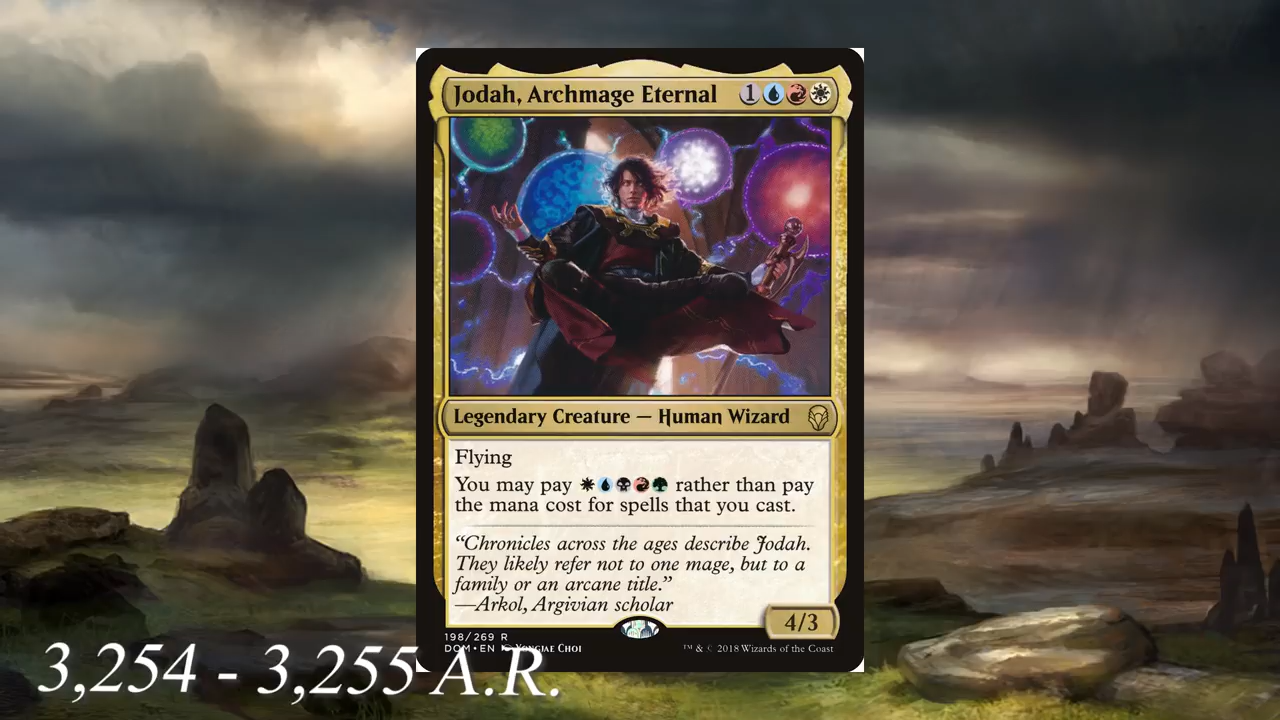 Jodah, Archmage Eternal 1
Legendary Creature — Human Wizard
Flying
You may pay rather than pay
the mana cost for spells that you cast.
“Chronicles across the ages describe Jodah.
They likely refer not to one mage, but to a
family or an arcane title.”
—Arkol, Argivian scholar
4/3
198/269 R
DOM • EN Yongjae Choi
™ & © 2018 Wizards of the Coast
3,254 - 3,255 A.R.